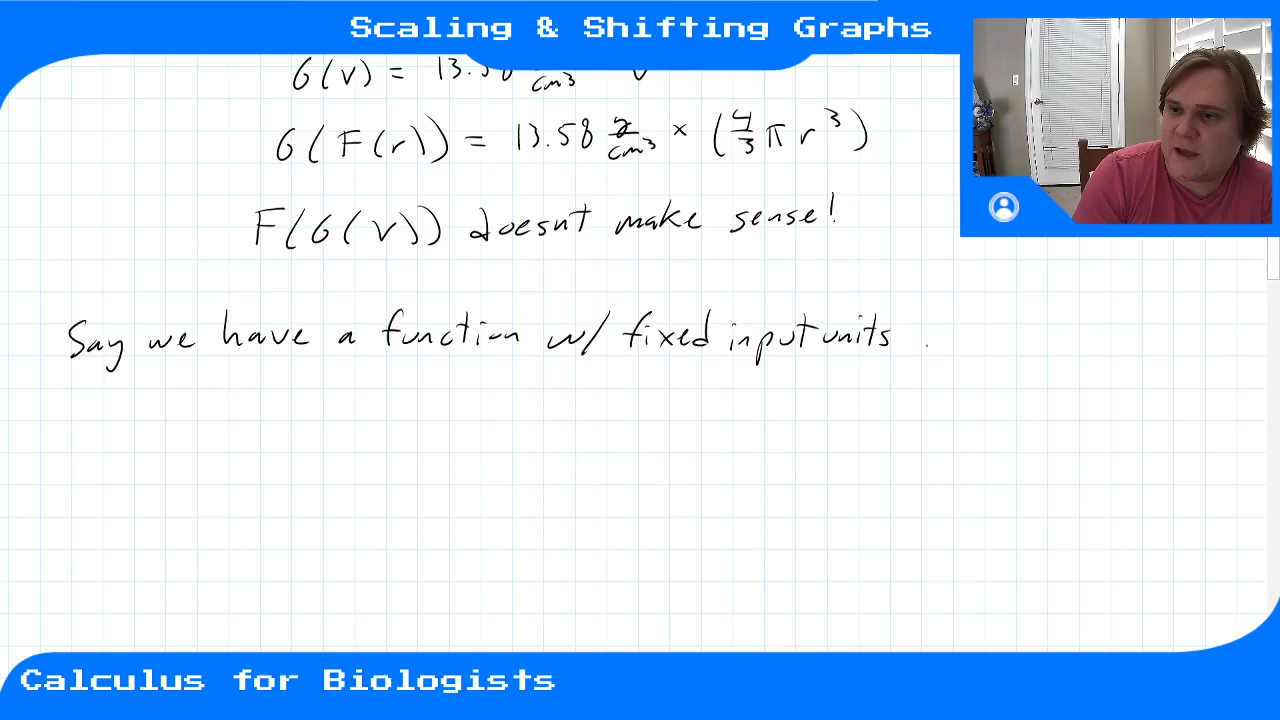 Scaling & Shifting Graphs
G(V) =
G(F(r)) = 13.58 g/cm³ × (4/3 π r³)
F(G(V)) doesn't make sense!
Say we have a function w/ fixed input units
Calculus for Biologists